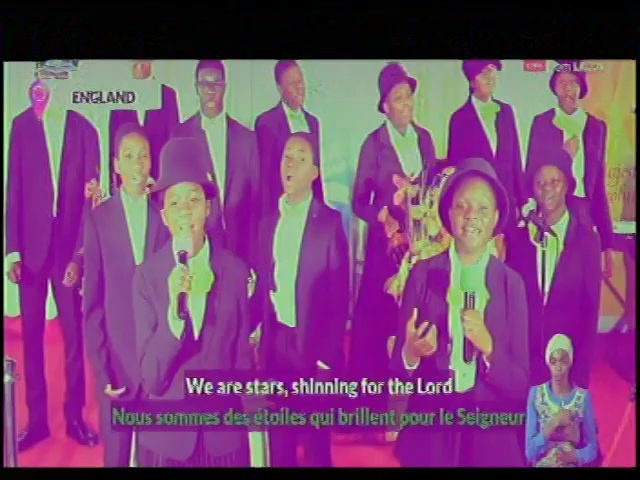 ENGLAND
We are stars, shinning for the Lord
Nous sommes des étoiles qui brillent pour le Seigneur